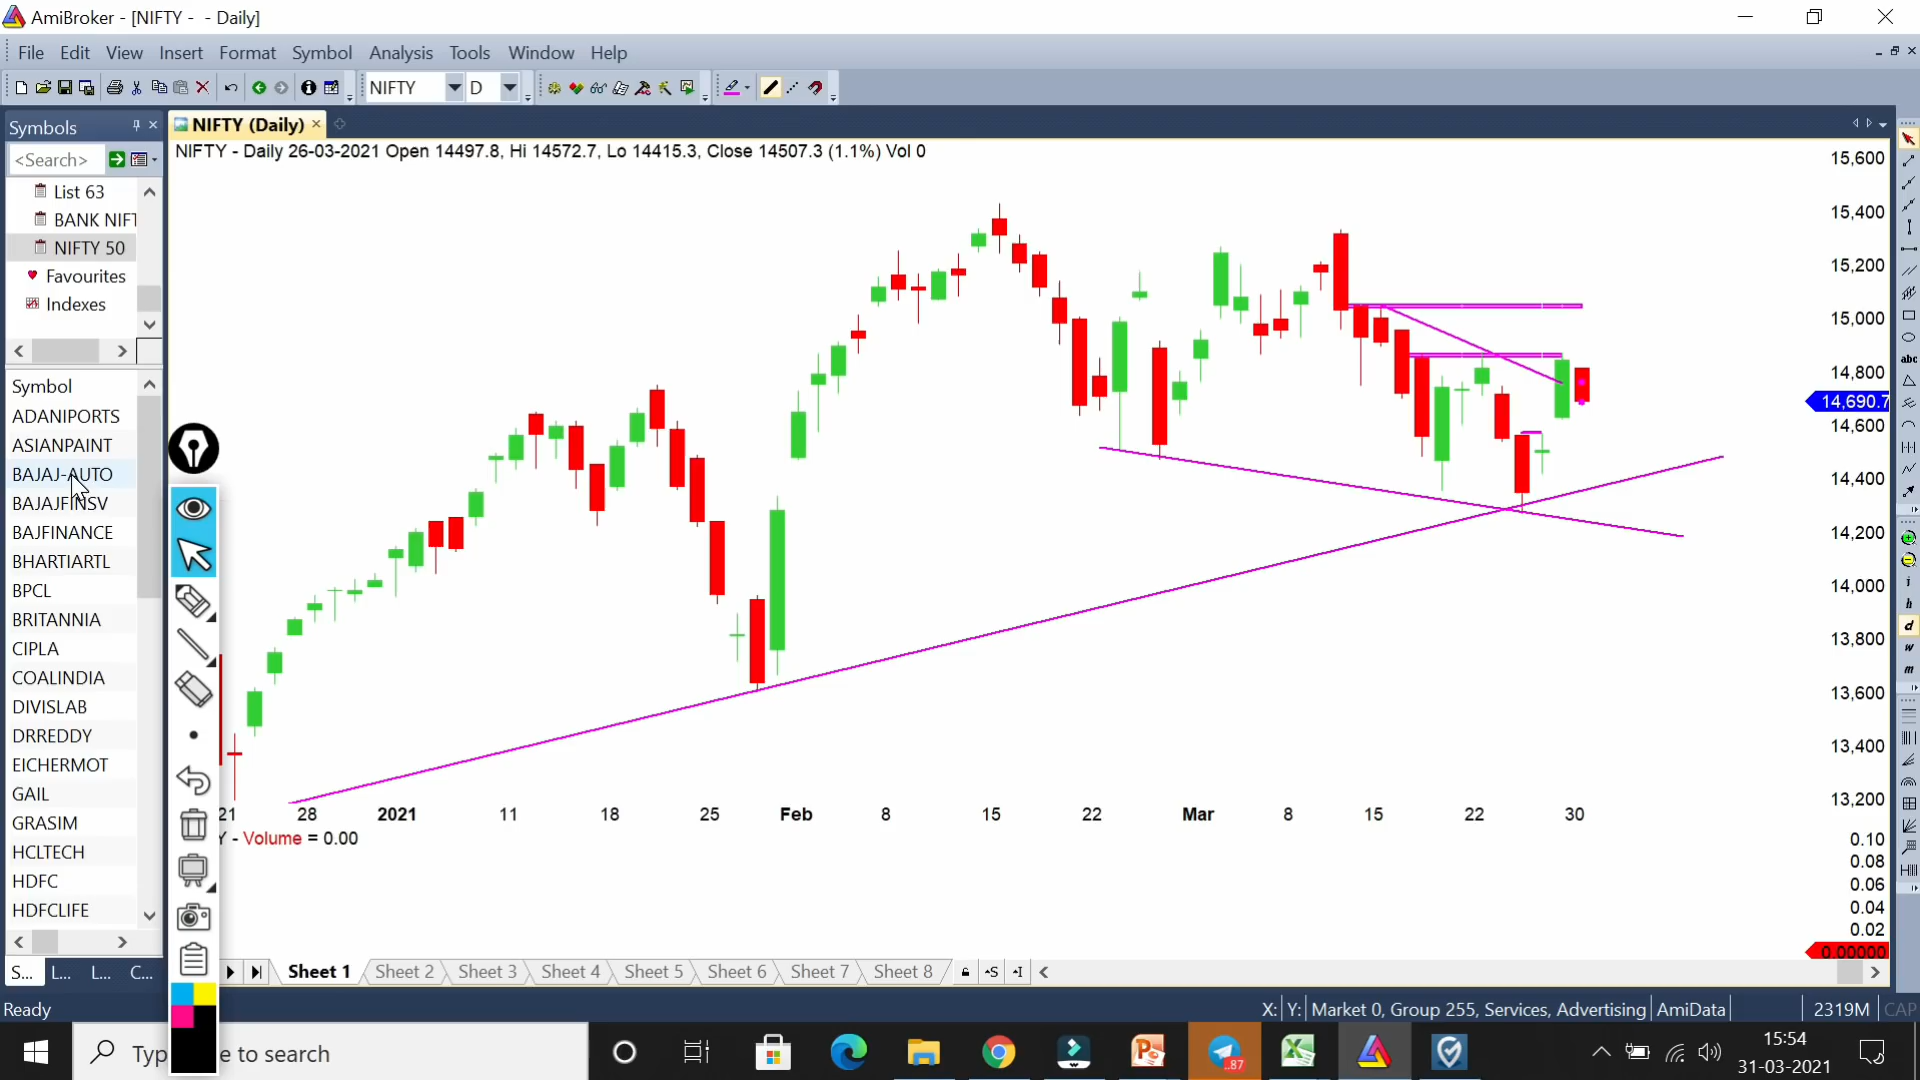 AmiBroker - [NIFTY - - Daily]
File Edit View Insert Format Symbol Analysis Tools Window Help
NIFTY D
Symbols
NIFTY (Daily)
<Search>
NIFTY - Daily 26-03-2021 Open 14497.8, Hi 14572.7, Lo 14415.3, Close 14507.3 (1.1%) Vol 0
List 63
BANK NIFT
NIFTY 50
Favourites
Indexes
Symbol
ADANIPORTS
ASIANPAINT
BAJAJ-AUTO
BAJAJFINSV
BAJFINANCE
BHARTIARTL
BPCL
BRITANNIA
CIPLA
COALINDIA
DIVISLAB
DRREDDY
EICHERMOT
GAIL
GRASIM
HCLTECH
HDFC
HDFCLIFE
S... L... L... C...
15,600
15,400
15,200
15,000
14,800
14,690.7
14,600
14,400
14,200
14,000
13,800
13,600
13,400
13,200
21 28 2021 11 18 25 Feb 8 15 22 Mar 8 15 22 30
Y - Volume = 0.00
0.10
0.08
0.06
0.04
0.02
0.00000
abc
i
h
d
w
m
Sheet 1 Sheet 2 Sheet 3 Sheet 4 Sheet 5 Sheet 6 Sheet 7 Sheet 8
Ready
X: Y: Market 0, Group 255, Services, Advertising AmiData 2319M CAP
Typ e to search
..87
15:54
31-03-2021